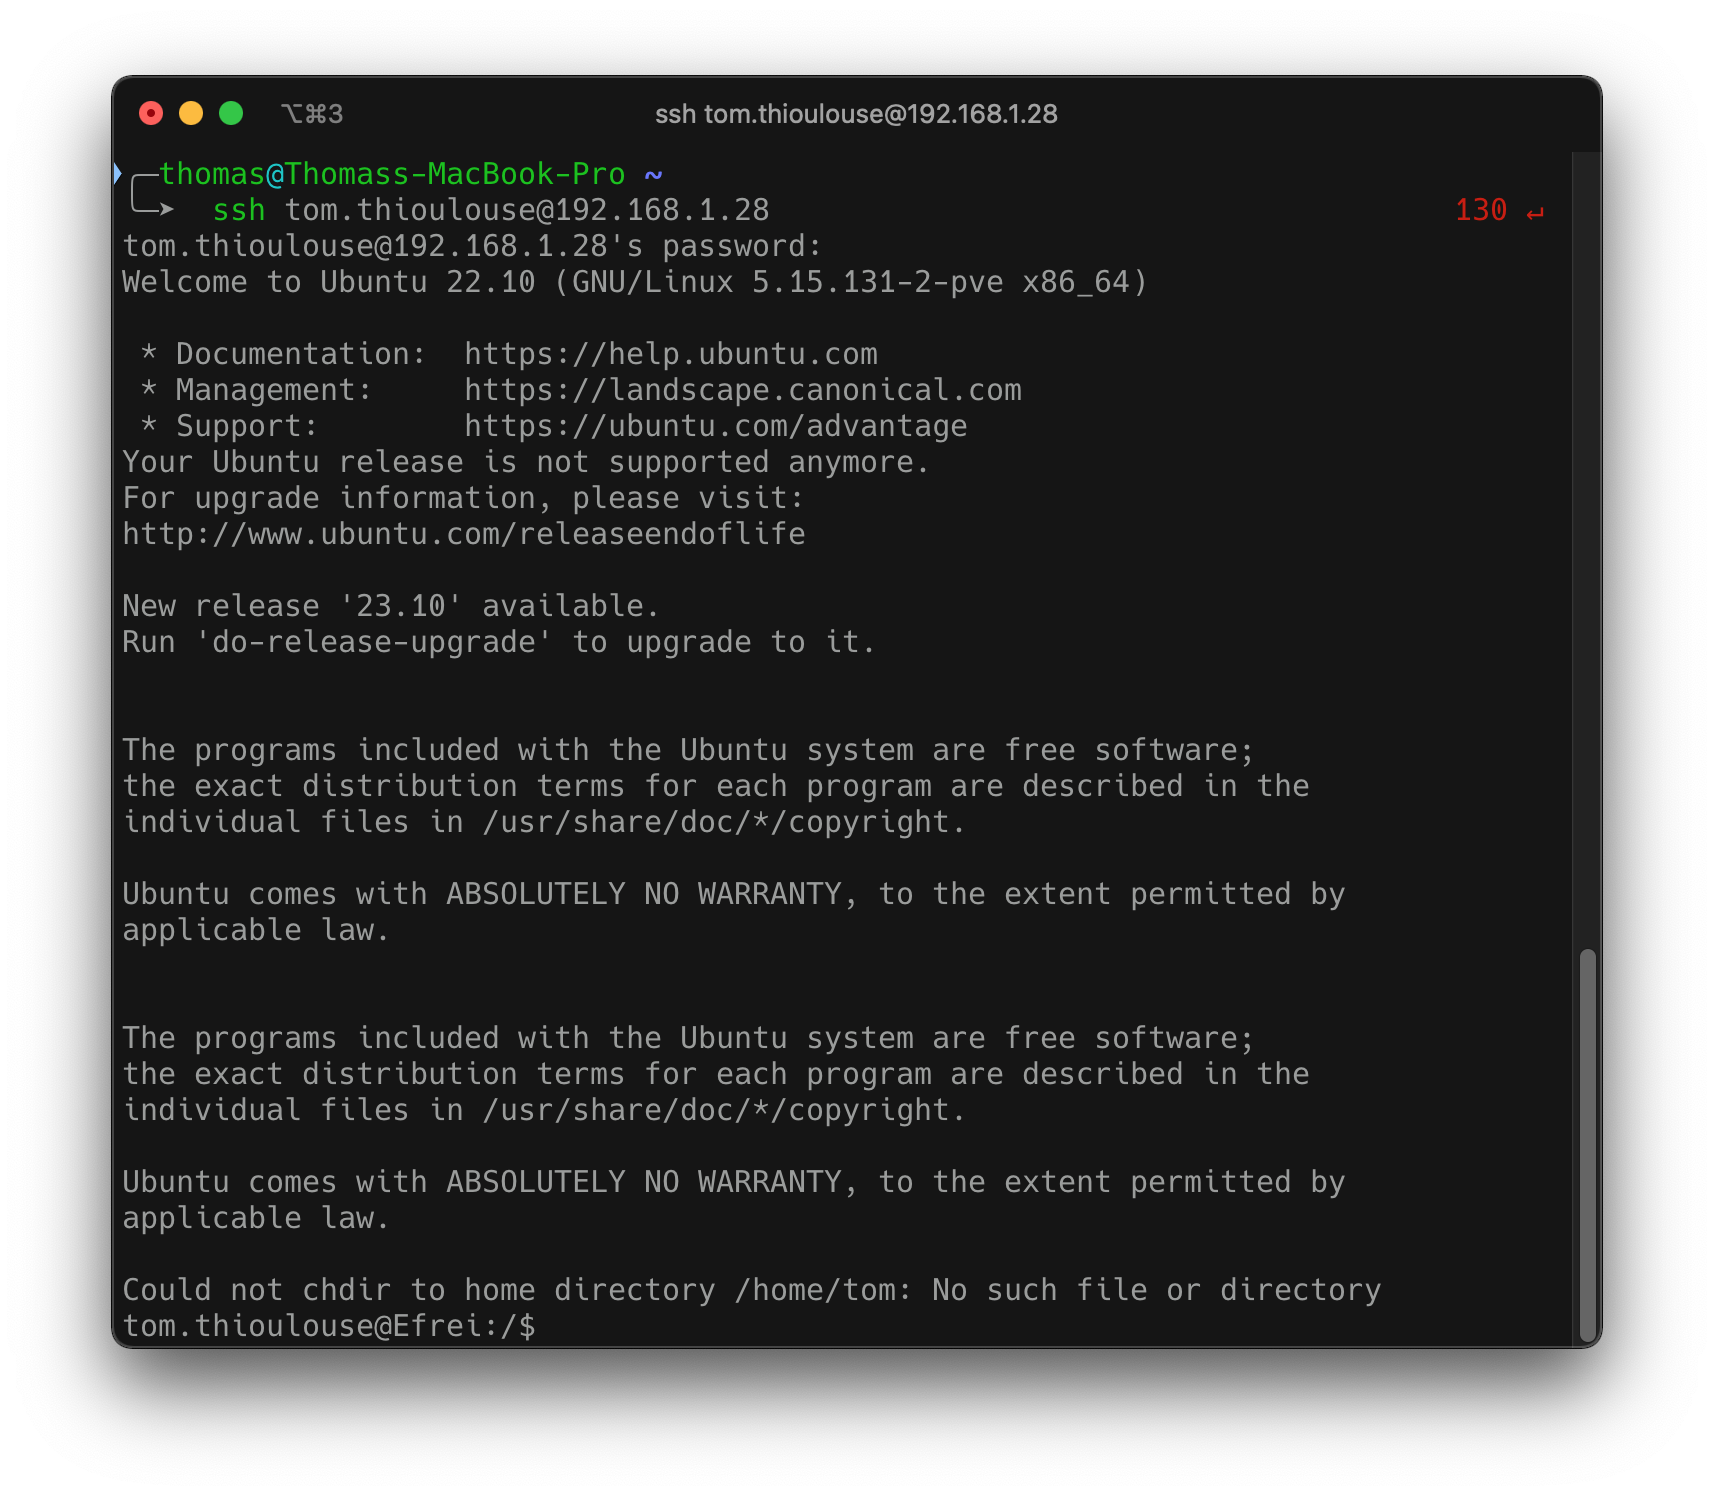 ⌥⌘3
ssh tom.thioulouse@192.168.1.28
thomas@Thomass-MacBook-Pro ~
ssh tom.thioulouse@192.168.1.28 130 ↵
tom.thioulouse@192.168.1.28's password:
Welcome to Ubuntu 22.10 (GNU/Linux 5.15.131-2-pve x86_64)
* Documentation: https://help.ubuntu.com
* Management: https://landscape.canonical.com
* Support: https://ubuntu.com/advantage
Your Ubuntu release is not supported anymore.
For upgrade information, please visit:
http://www.ubuntu.com/releaseendoflife
New release '23.10' available.
Run 'do-release-upgrade' to upgrade to it.
The programs included with the Ubuntu system are free software;
the exact distribution terms for each program are described in the
individual files in /usr/share/doc/*/copyright.
Ubuntu comes with ABSOLUTELY NO WARRANTY, to the extent permitted by
applicable law.
The programs included with the Ubuntu system are free software;
the exact distribution terms for each program are described in the
individual files in /usr/share/doc/*/copyright.
Ubuntu comes with ABSOLUTELY NO WARRANTY, to the extent permitted by
applicable law.
Could not chdir to home directory /home/tom: No such file or directory
tom.thioulouse@Efrei:/$